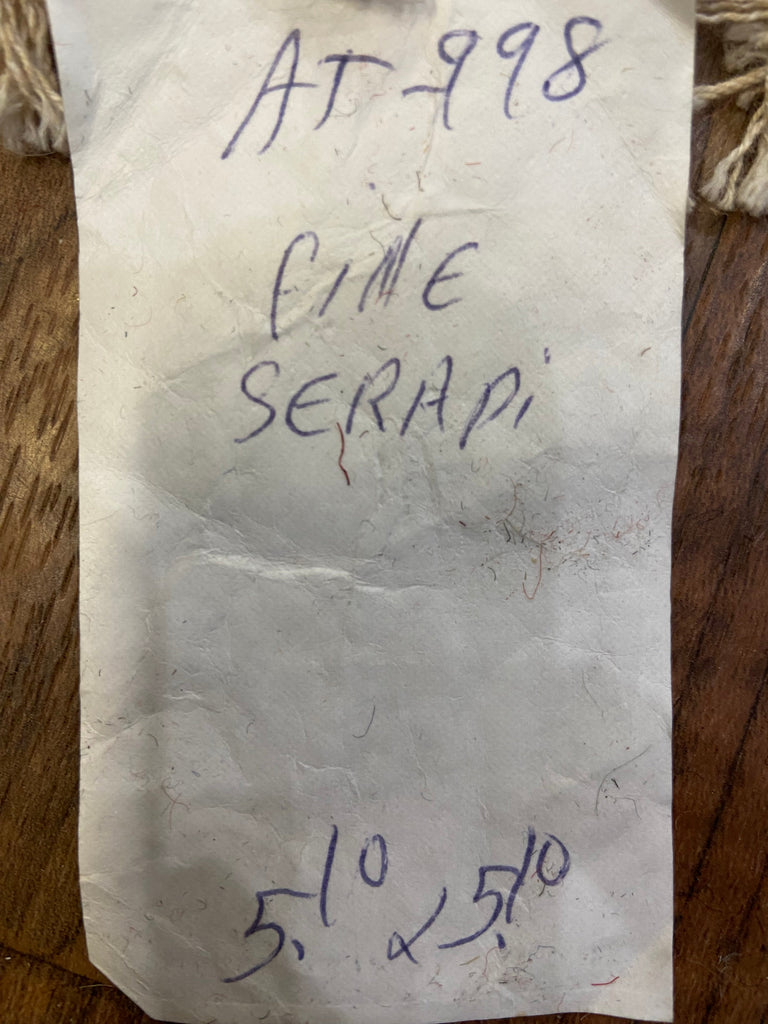 AT-998
FINE
SERAPi
5.10 x 5.10